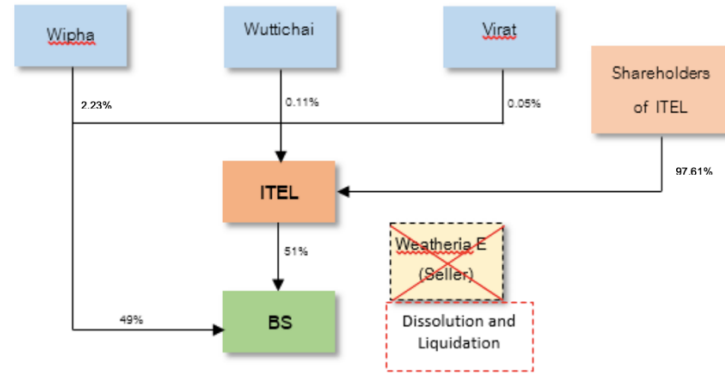 Wipha
Wuttichai
Virat
Shareholders
of ITEL
2.23%
0.11%
0.05%
97.61%
ITEL
51%
Weatheria E
(Seller)
49%
BS
Dissolution and
Liquidation